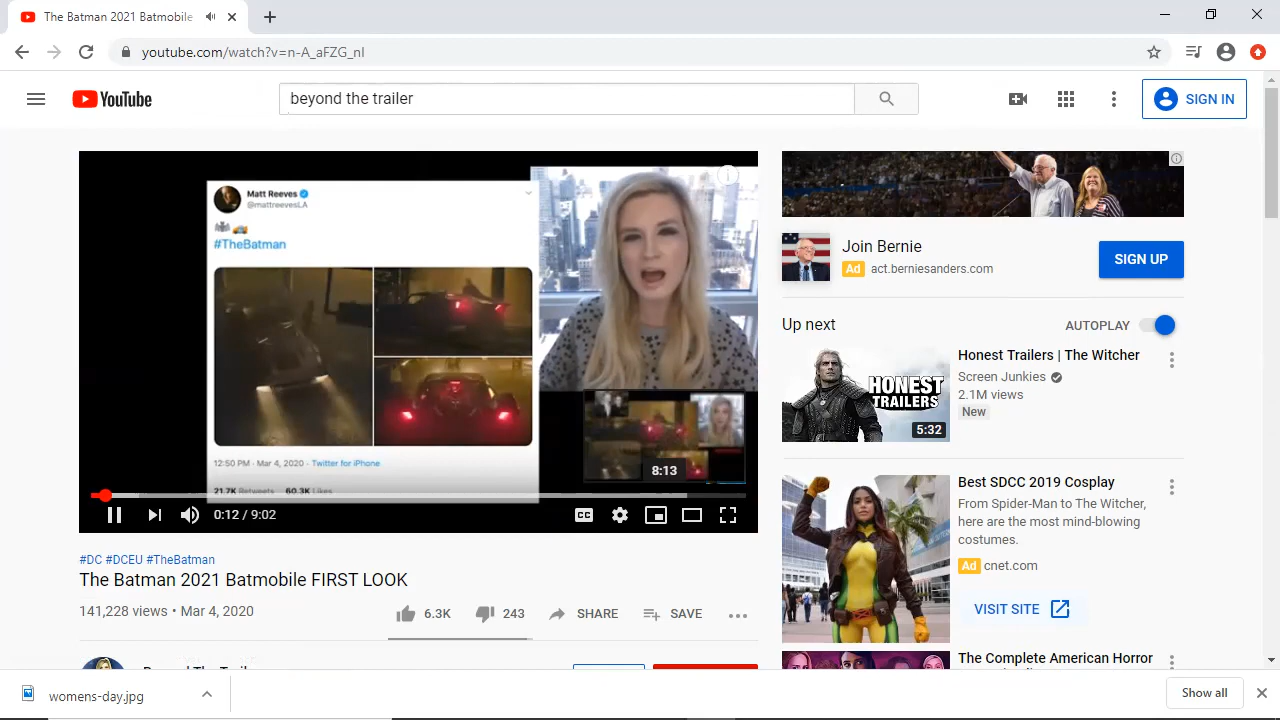 The Batman 2021 Batmobile
youtube.com/watch?v=n-A_aFZG_nI
YouTube
beyond the trailer
SIGN IN
Matt Reeves
@mattreevesLA
#TheBatman
12:50 PM · Mar 4, 2020 · Twitter for iPhone
21.7K Retweets 60.3K Likes
8:13
0:12 / 9:02
CC
#DC #DCEU #TheBatman
The Batman 2021 Batmobile FIRST LOOK
141,228 views • Mar 4, 2020
6.3K
243
SHARE
SAVE
Join Bernie
Ad act.berniesanders.com
SIGN UP
Up next
AUTOPLAY
HONEST
TRAILERS
5:32
Honest Trailers | The Witcher
Screen Junkies
2.1M views
New
Best SDCC 2019 Cosplay
From Spider-Man to The Witcher,
here are the most mind-blowing
costumes.
Ad cnet.com
VISIT SITE
The Complete American Horror
womens-day.jpg
Show all